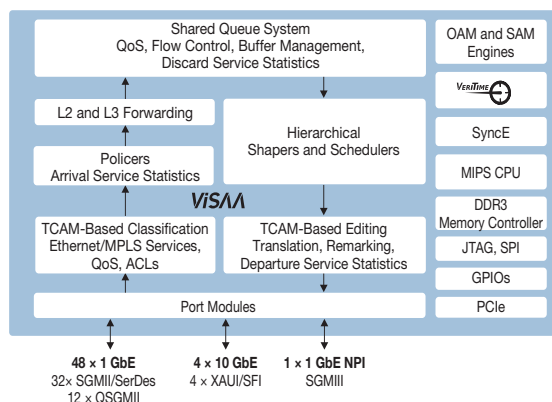 Shared Queue System
QoS, Flow Control, Buffer Management,
Discard Service Statistics
L2 and L3 Forwarding
Policers
Arrival Service Statistics
Hierarchical
Shapers and Schedulers
ViSAA
TCAM-Based Classification
Ethernet/MPLS Services,
QoS, ACLs
TCAM-Based Editing
Translation, Remarking,
Departure Service Statistics
Port Modules
OAM and SAM
Engines
VERITIME
SyncE
MIPS CPU
DDR3
Memory Controller
JTAG, SPI
GPIOs
PCIe
48 × 1 GbE
32× SGMII/SerDes
12 × QSGMII
4 × 10 GbE
4 × XAUI/SFI
1 × 1 GbE NPI
SGMIII